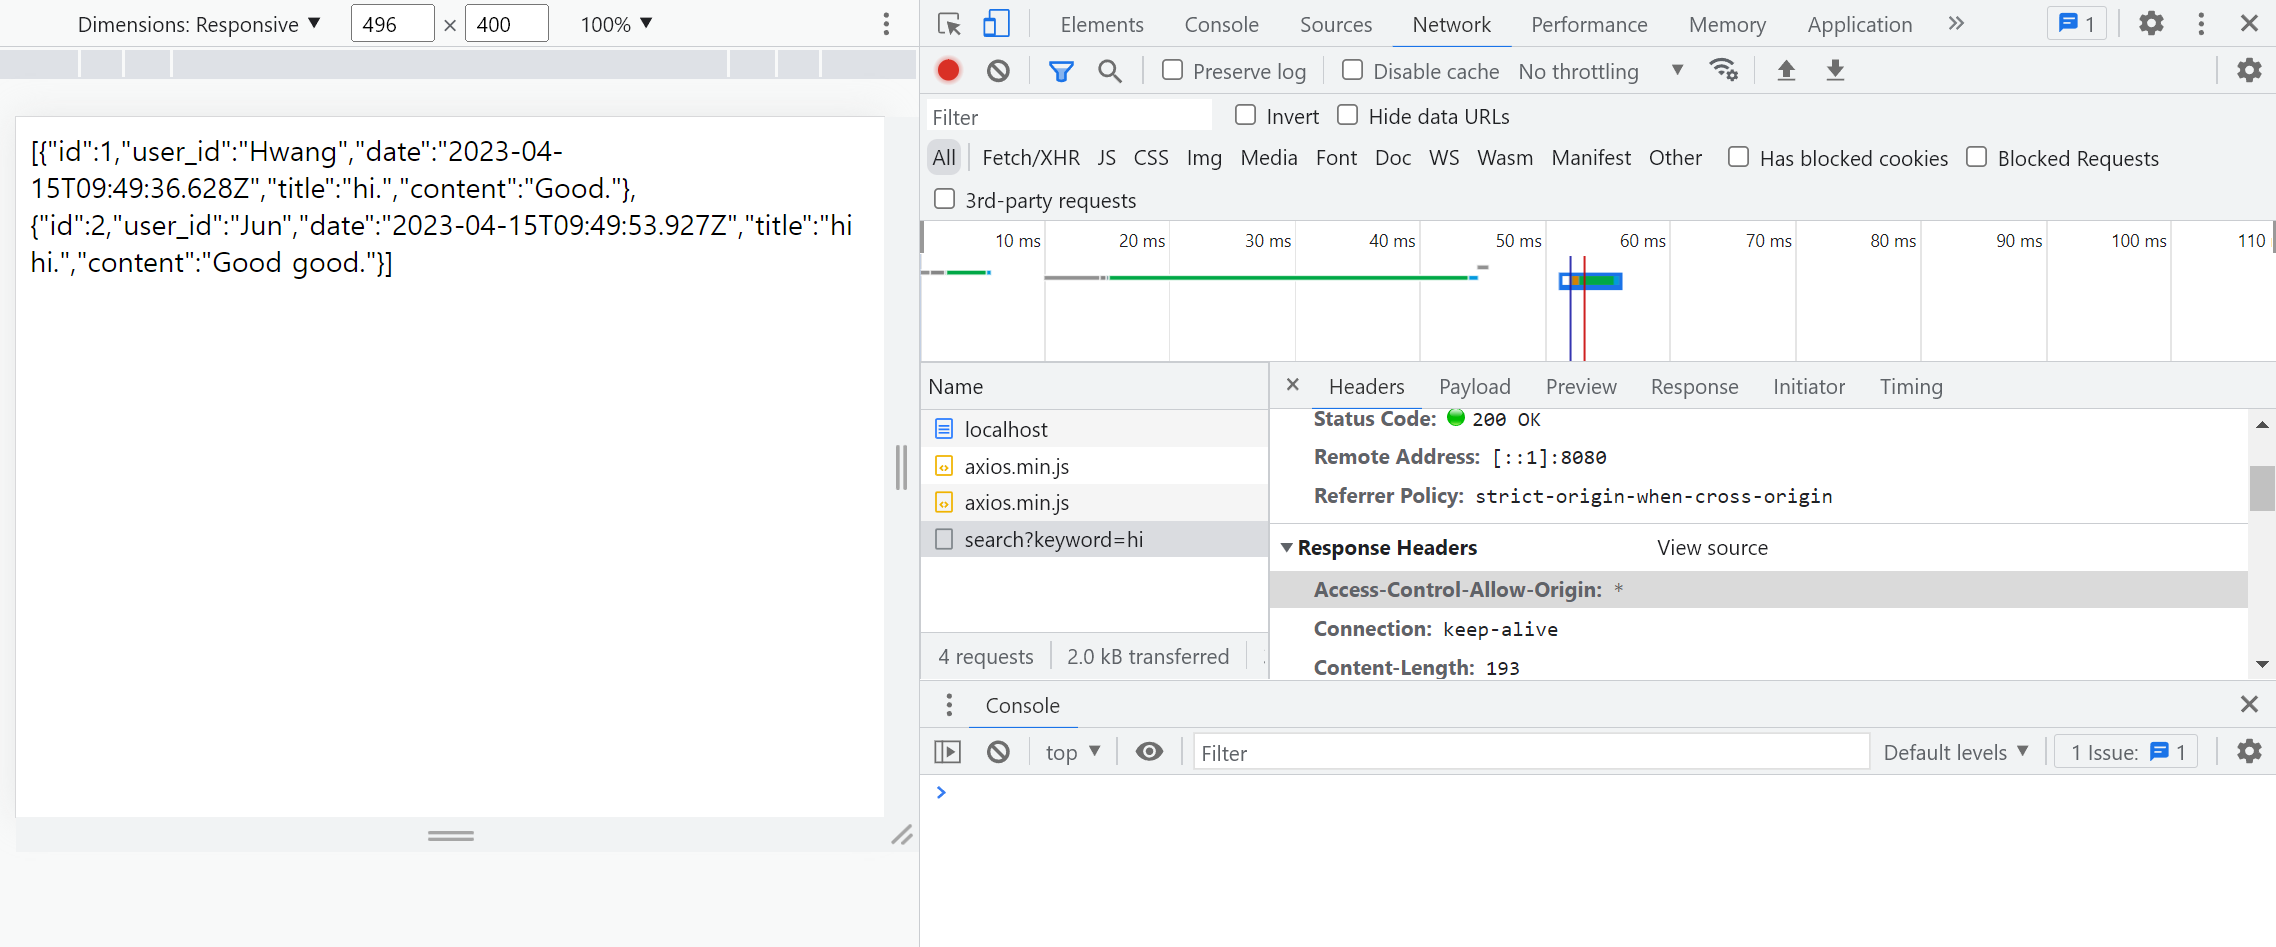 Dimensions: Responsive ▼ 496 × 400 100% ▼
[{"id":1,"user_id":"Hwang","date":"2023-04-
15T09:49:36.628Z","title":"hi.","content":"Good."},
{"id":2,"user_id":"Jun","date":"2023-04-15T09:49:53.927Z","title":"hi
hi.","content":"Good good."}]
Elements Console Sources Network Performance Memory Application » 1
Preserve log Disable cache No throttling ▼
Filter Invert Hide data URLs
All Fetch/XHR JS CSS Img Media Font Doc WS Wasm Manifest Other Has blocked cookies Blocked Requests
3rd-party requests
10 ms 20 ms 30 ms 40 ms 50 ms 60 ms 70 ms 80 ms 90 ms 100 ms 110
Name
localhost
axios.min.js
axios.min.js
search?keyword=hi
4 requests 2.0 kB transferred
× Headers Payload Preview Response Initiator Timing
Status Code: 200 OK
Remote Address: [::1]:8080
Referrer Policy: strict-origin-when-cross-origin
Response Headers View source
Access-Control-Allow-Origin: *
Connection: keep-alive
Content-Length: 193
Console
top ▼ Filter Default levels ▼ 1 Issue: 1
>